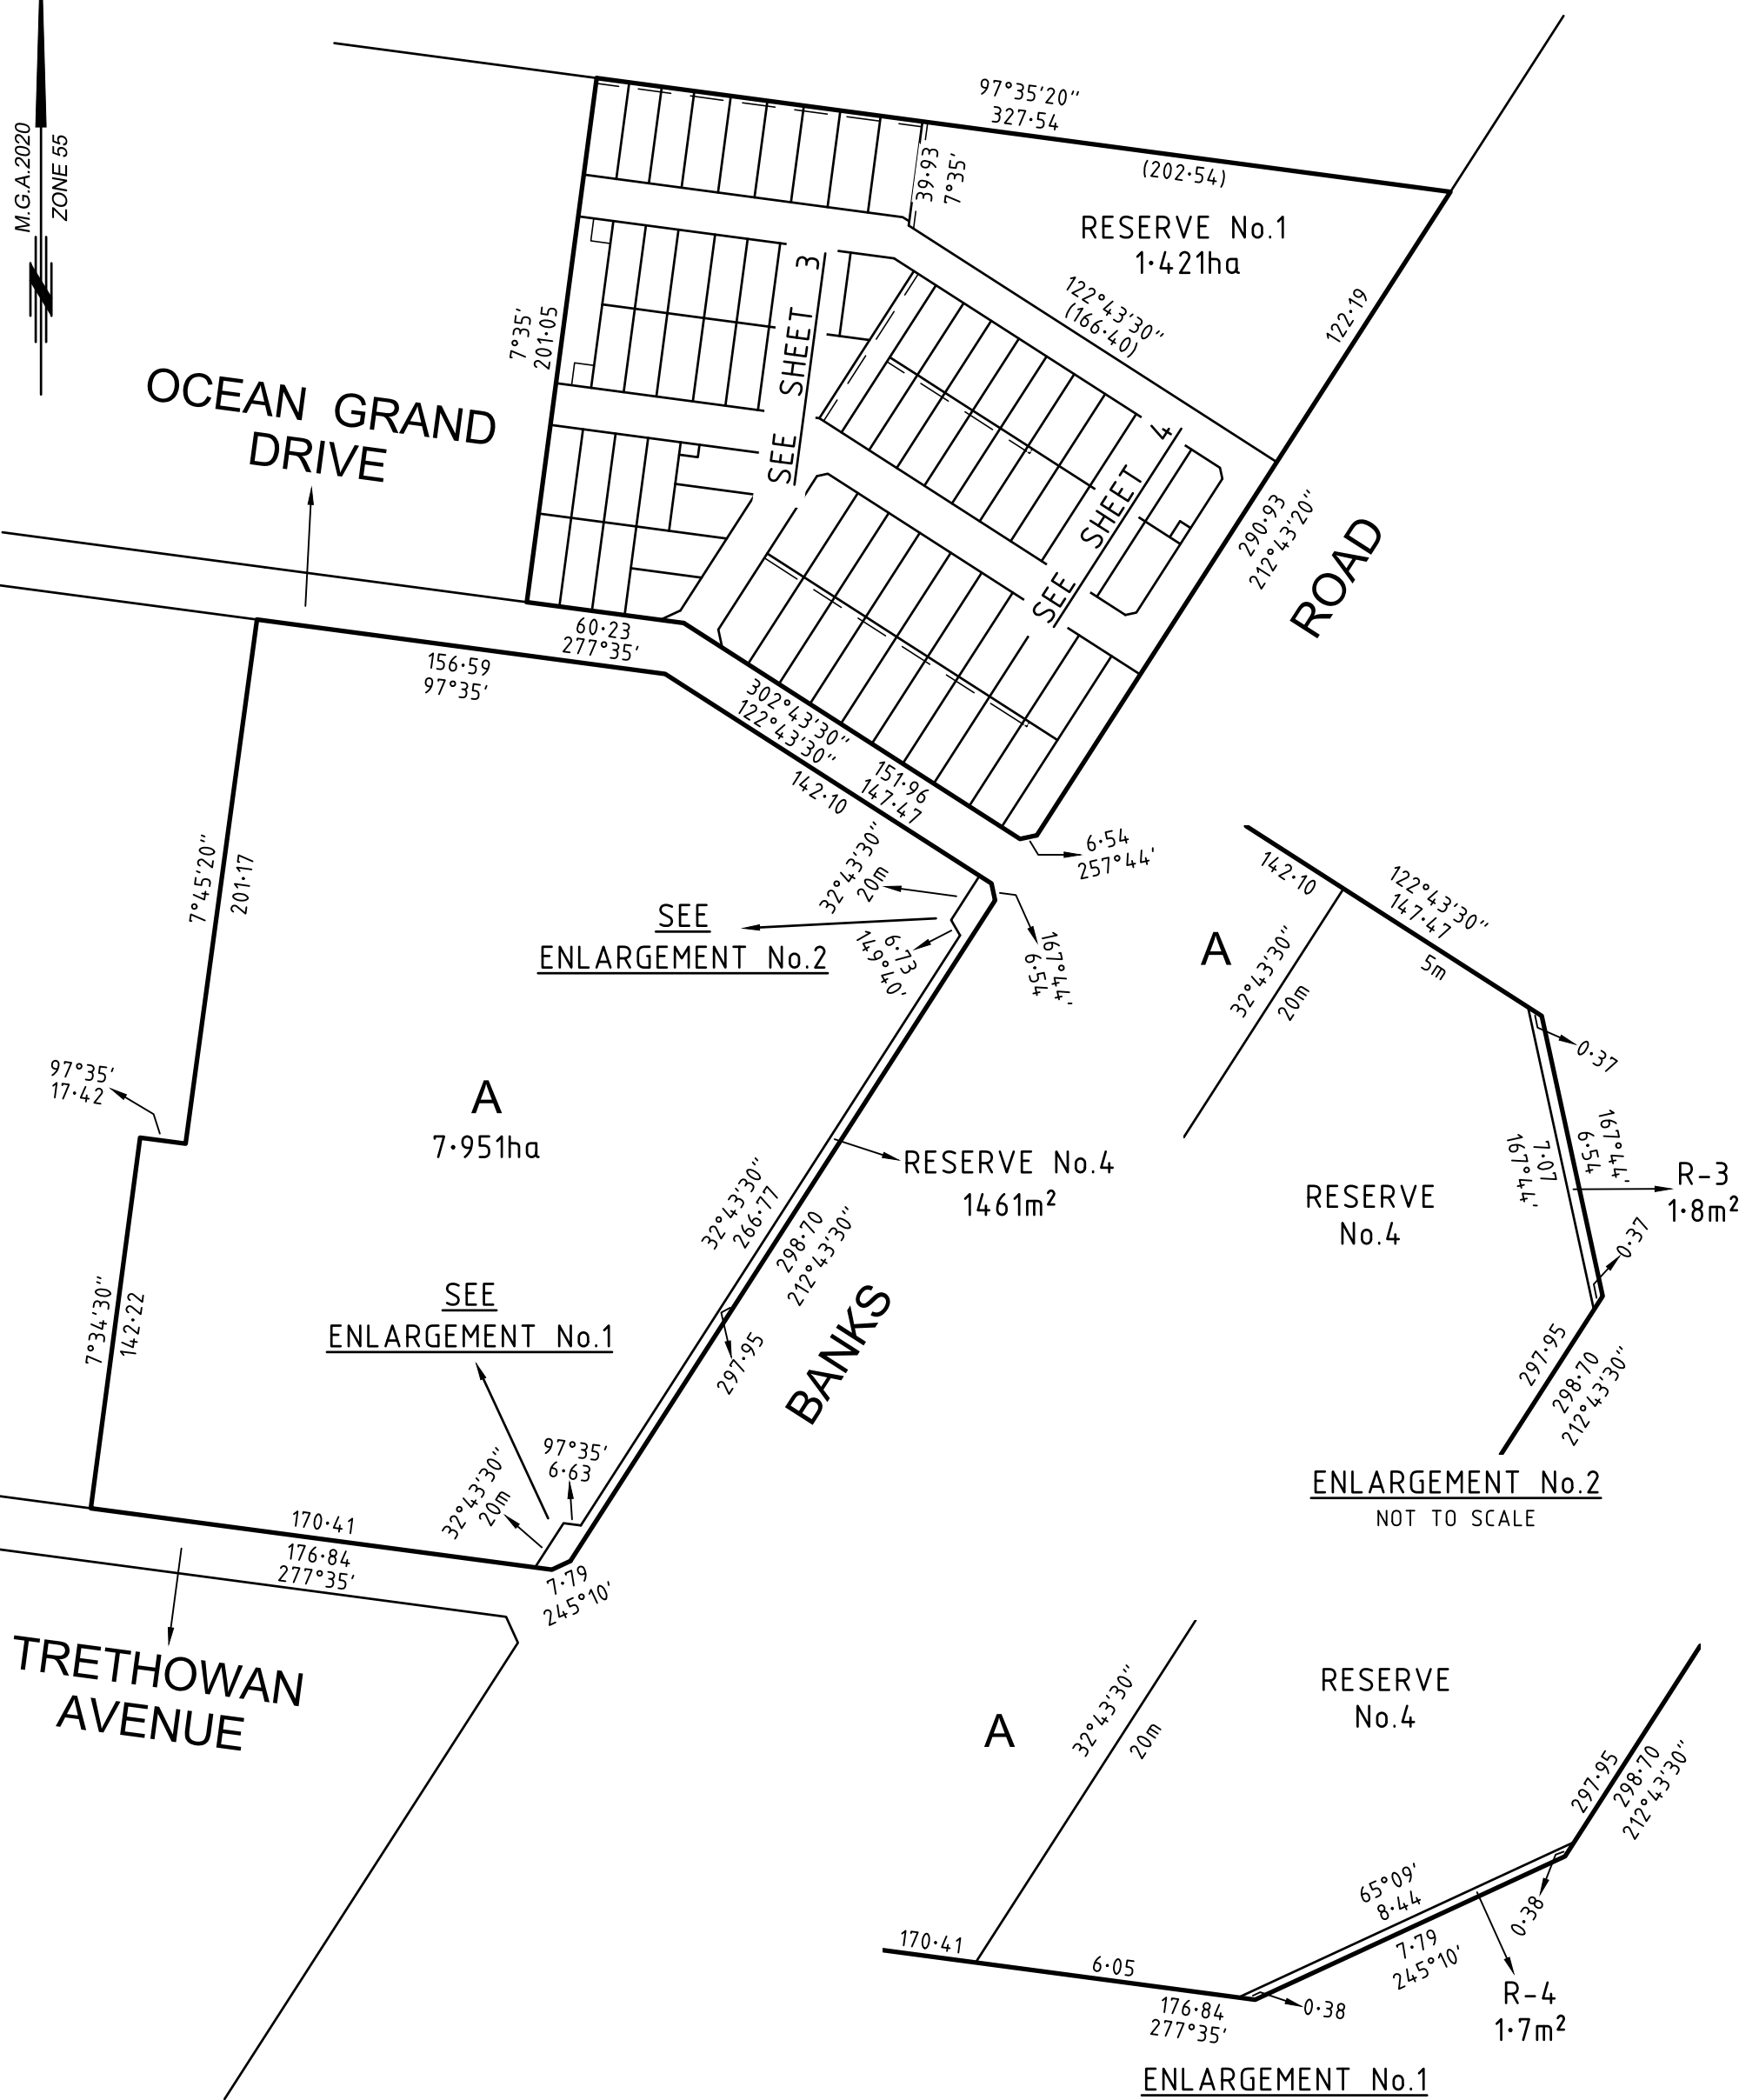 M.G.A.2020
ZONE 55
97°35'20"
327·54
(202·54)
39·93
7°35'
RESERVE No.1
1·421ha
122°43'30"
(166·40)
122·19
7°35'
201·05
SEE SHEET 3
OCEAN GRAND
DRIVE
SEE SHEET 4
290·93
212°43'20"
ROAD
60·23
277°35'
156·59
97°35'
302°43'30"
122°43'30"
151·96
147·47
142·10
6·54
257°44'
7°45'20"
201·17
32°43'30"
20m
SEE
ENLARGEMENT No.2
6·73
149°40'
167°44'
6·54
97°35'
17·42
A
7·951ha
RESERVE No.4
1461m²
32°43'30"
266·77
298·70
212°43'30"
7°34'30"
142·22
SEE
ENLARGEMENT No.1
297·95
BANKS
97°35'
6·63
32°43'30"
20m
170·41
176·84
277°35'
7·79
245°10'
TRETHOWAN
AVENUE
142·10
122°43'30"
147·47
5m
A
32°43'30"
20m
0·37
167°44'
6·54
7·07
167°44'
R-3
1·8m²
RESERVE
No.4
0·37
297·95
298·70
212°43'30"
ENLARGEMENT No.2
NOT TO SCALE
RESERVE
No.4
A
32°43'30"
20m
297·95
298·70
212°43'30"
65°09'
8·44
0·38
170·41
6·05
7·79
245°10'
176·84
277°35'
0·38
R-4
1·7m²
ENLARGEMENT No.1